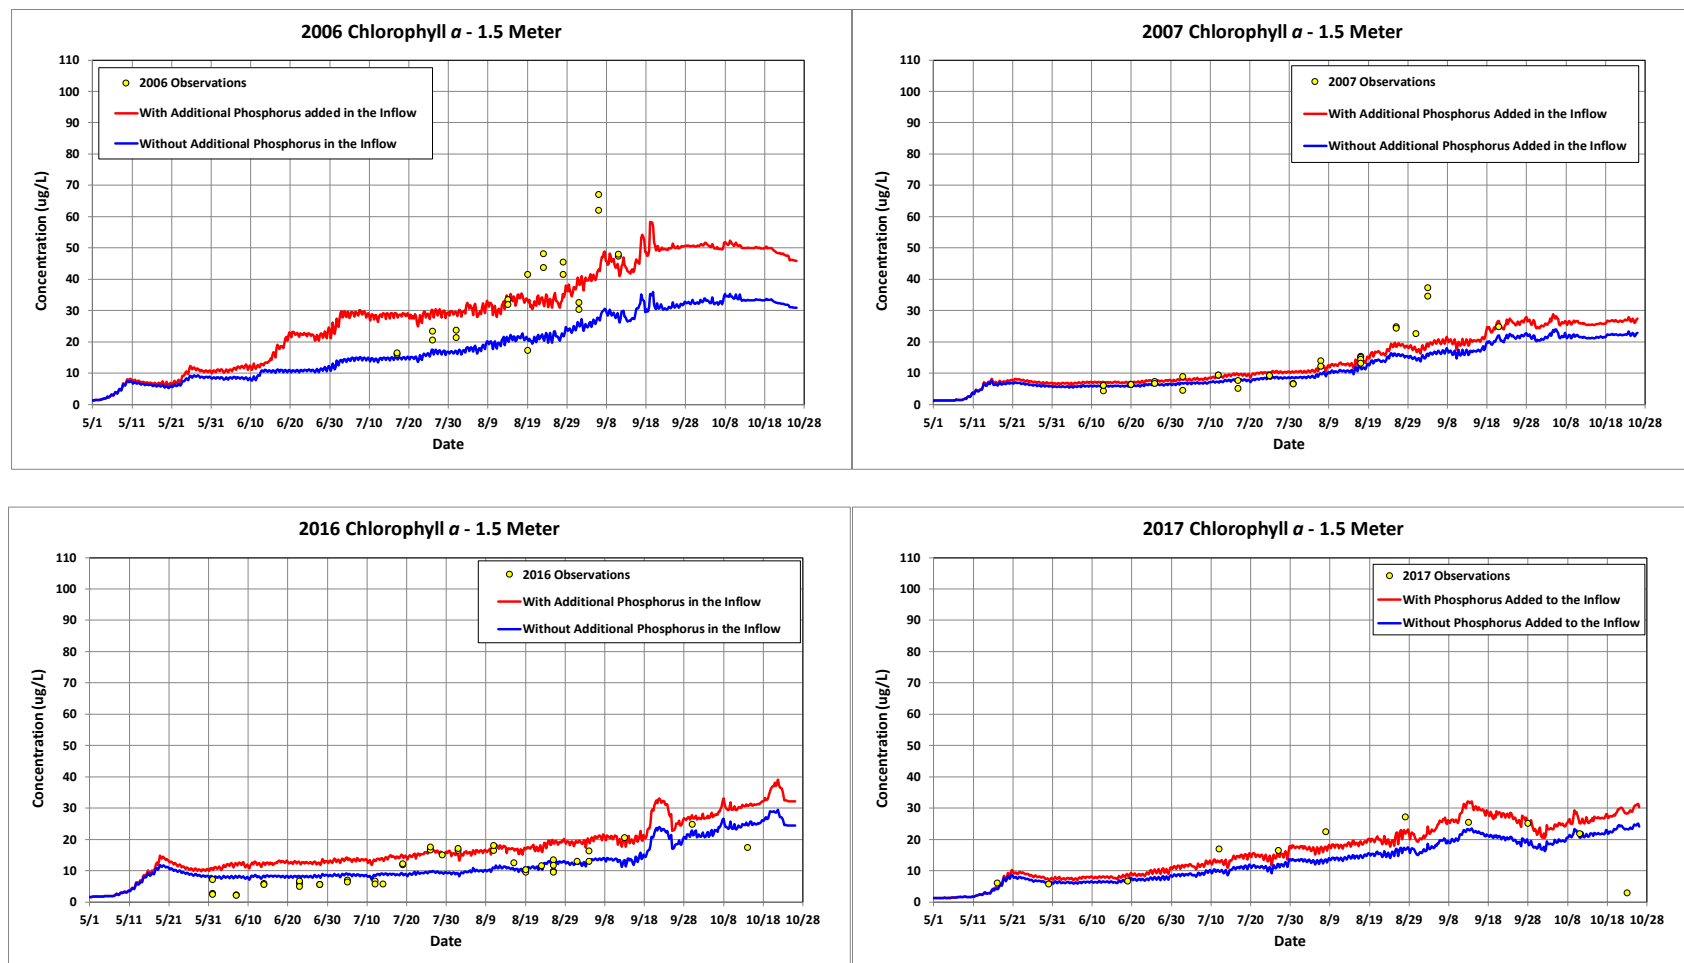 2006 Chlorophyll a - 1.5 Meter
110
100
90
80
70
60
50
40
30
20
10
0
Concentration (ug/L)
2006 Observations
With Additional Phosphorus added in the Inflow
Without Additional Phosphorus in the Inflow
5/1 5/11 5/21 5/31 6/10 6/20 6/30 7/10 7/20 7/30 8/9 8/19 8/29 9/8 9/18 9/28 10/8 10/18 10/28
Date
2007 Chlorophyll a - 1.5 Meter
110
100
90
80
70
60
50
40
30
20
10
0
Concentration (ug/L)
2007 Observations
With Additional Phosphorus Added in the Inflow
Without Additional Phosphorus Added in the Inflow
5/1 5/11 5/21 5/31 6/10 6/20 6/30 7/10 7/20 7/30 8/9 8/19 8/29 9/8 9/18 9/28 10/8 10/18 10/28
Date
2016 Chlorophyll a - 1.5 Meter
110
100
90
80
70
60
50
40
30
20
10
0
Concentration (ug/L)
2016 Observations
With Additional Phosphorus in the Inflow
Without Additional Phosphorus in the Inflow
5/1 5/11 5/21 5/31 6/10 6/20 6/30 7/10 7/20 7/30 8/9 8/19 8/29 9/8 9/18 9/28 10/8 10/18 10/28
Date
2017 Chlorophyll a - 1.5 Meter
110
100
90
80
70
60
50
40
30
20
10
0
Concentration (ug/L)
2017 Observations
With Phosphorus Added to the Inflow
Without Phosphorus Added to the Inflow
5/1 5/11 5/21 5/31 6/10 6/20 6/30 7/10 7/20 7/30 8/9 8/19 8/29 9/8 9/18 9/28 10/8 10/18 10/28
Date